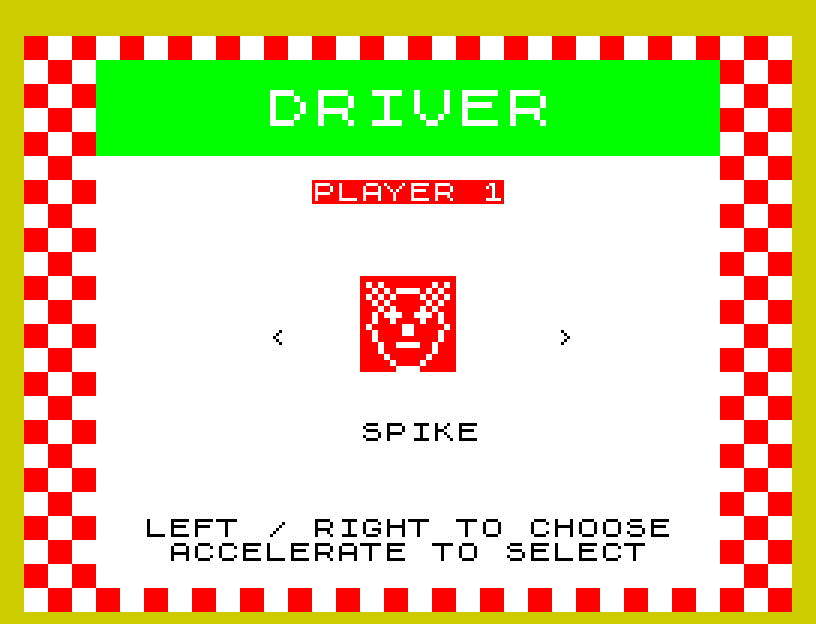 DRIVER
PLAYER 1
< >
SPIKE
LEFT / RIGHT TO CHOOSE
ACCELERATE TO SELECT